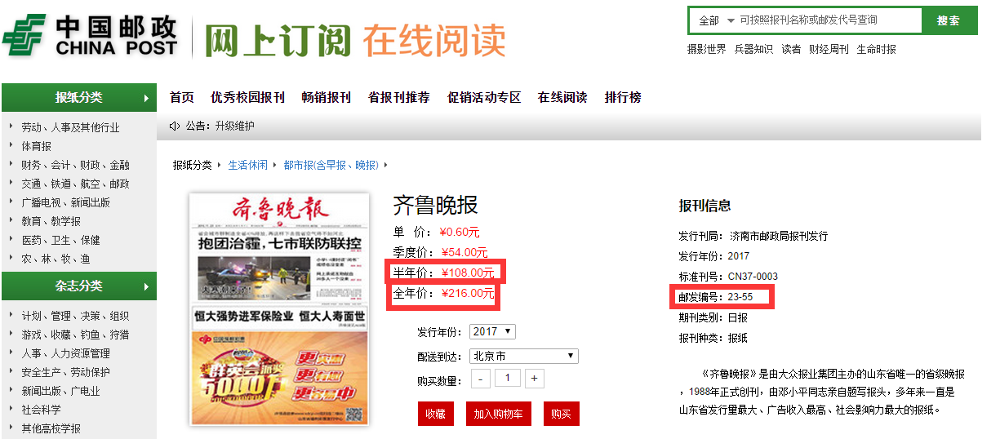 中国邮政
CHINA POST
网上订阅 在线阅读
全部 可按照报刊名称或邮发代号查询 搜索
摄影世界 兵器知识 读者 财经周刊 生命时报
报纸分类
首页 优秀校园报刊 畅销报刊 省报刊推荐 促销活动专区 在线阅读 排行榜
公告：升级维护
劳动、人事及其他行业
体育报
财务、会计、财政、金融
交通、铁道、航空、邮政
广播电视、新闻出版
教育、教学报
医药、卫生、保健
农、林、牧、渔
杂志分类
计划、管理、决策、组织
游戏、收藏、钓鱼、狩猎
人事、人力资源管理
安全生产、劳动保护
新闻出版、广电业
社会科学
其他高校学报
报纸分类 生活休闲 都市报(含早报、晚报)
齐鲁晚报
抱团治霾，七市联防联控
恒大强势进军保险业 恒大人寿面世
群英会派奖
5000万
更实惠
更有趣
更容易中
齐鲁晚报
单 价： ¥0.60元
季度价： ¥54.00元
半年价： ¥108.00元
全年价： ¥216.00元
发行年份： 2017
配送到达： 北京市
购买数量： - 1 +
收藏 加入购物车 购买
报刊信息
发行刊局： 济南市邮政局报刊发行
发行年份： 2017
标准刊号： CN37-0003
邮发编号： 23-55
期刊类别： 日报
报刊种类： 报纸
《齐鲁晚报》是由大众报业集团主办的山东省唯一的省级晚报
，1988年正式创刊，由邓小平同志亲自题写报头，多年来一直是
山东省发行量最大、广告收入最高、社会影响力最大的报纸。